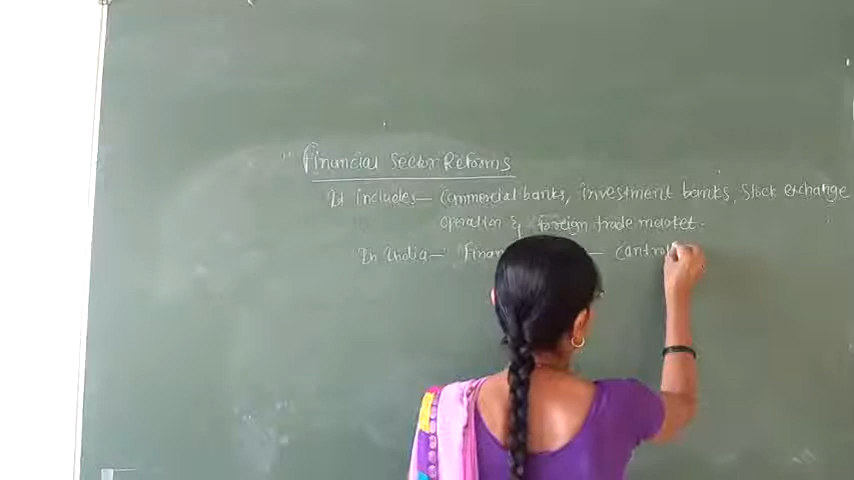 Financial Sector Reforms
It includes — Commercial banks, investment banks, Stock exchange
Operation & foreign trade market.
In India — Finan — Control